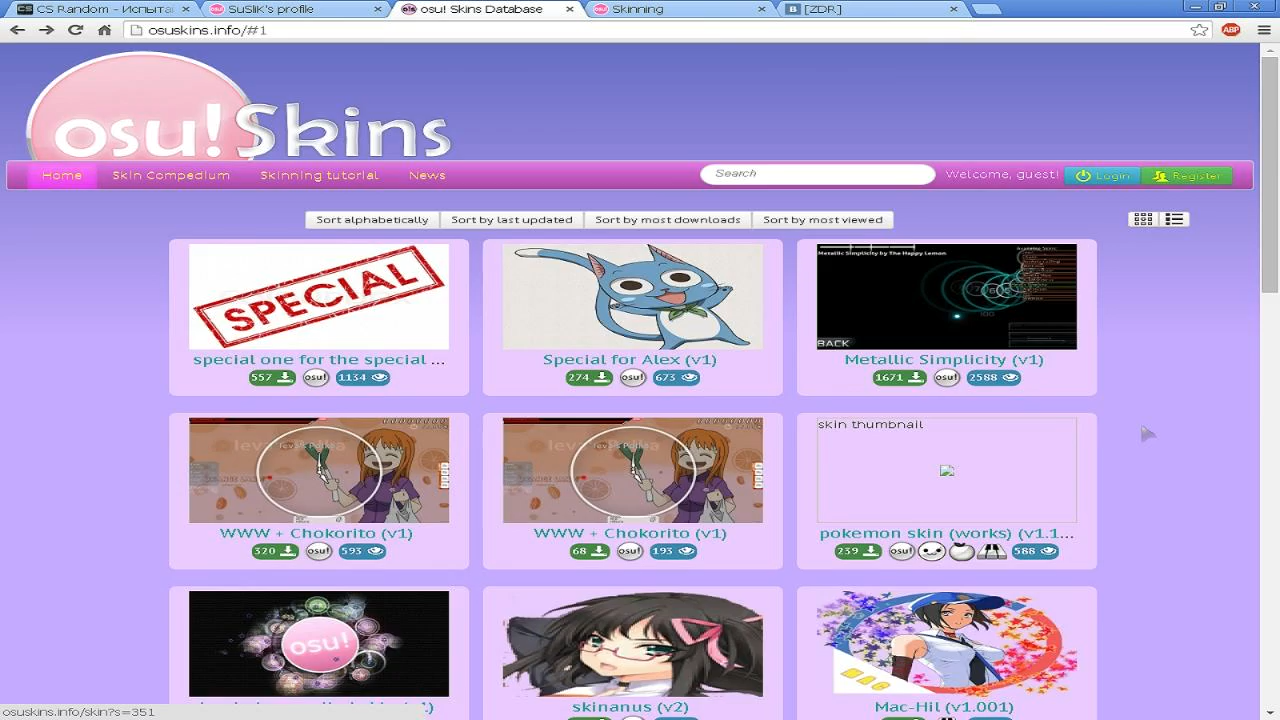 CS Random - Испытат
SuSlik's profile
osu! Skins Database
Skinning
[ZDR]
osuskins.info/#1
ABP
osu!Skins
Home
Skin Compedium
Skinning tutorial
News
Search
Welcome, guest!
Login
Register
Sort alphabetically
Sort by last updated
Sort by most downloads
Sort by most viewed
SPECIAL
Metallic Simplicity by The Happy Lemon
BACK
special one for the special ...
Special for Alex (v1)
Metallic Simplicity (v1)
557
osu!
1134
274
osu!
673
1671
osu!
2588
skin thumbnail
WWW + Chokorito (v1)
WWW + Chokorito (v1)
pokemon skin (works) (v1.1...
320
osu!
593
68
osu!
193
239
osu!
588
osu!
skinanus (v2)
Mac-Hil (v1.001)
osuskins.info/skin?s=351